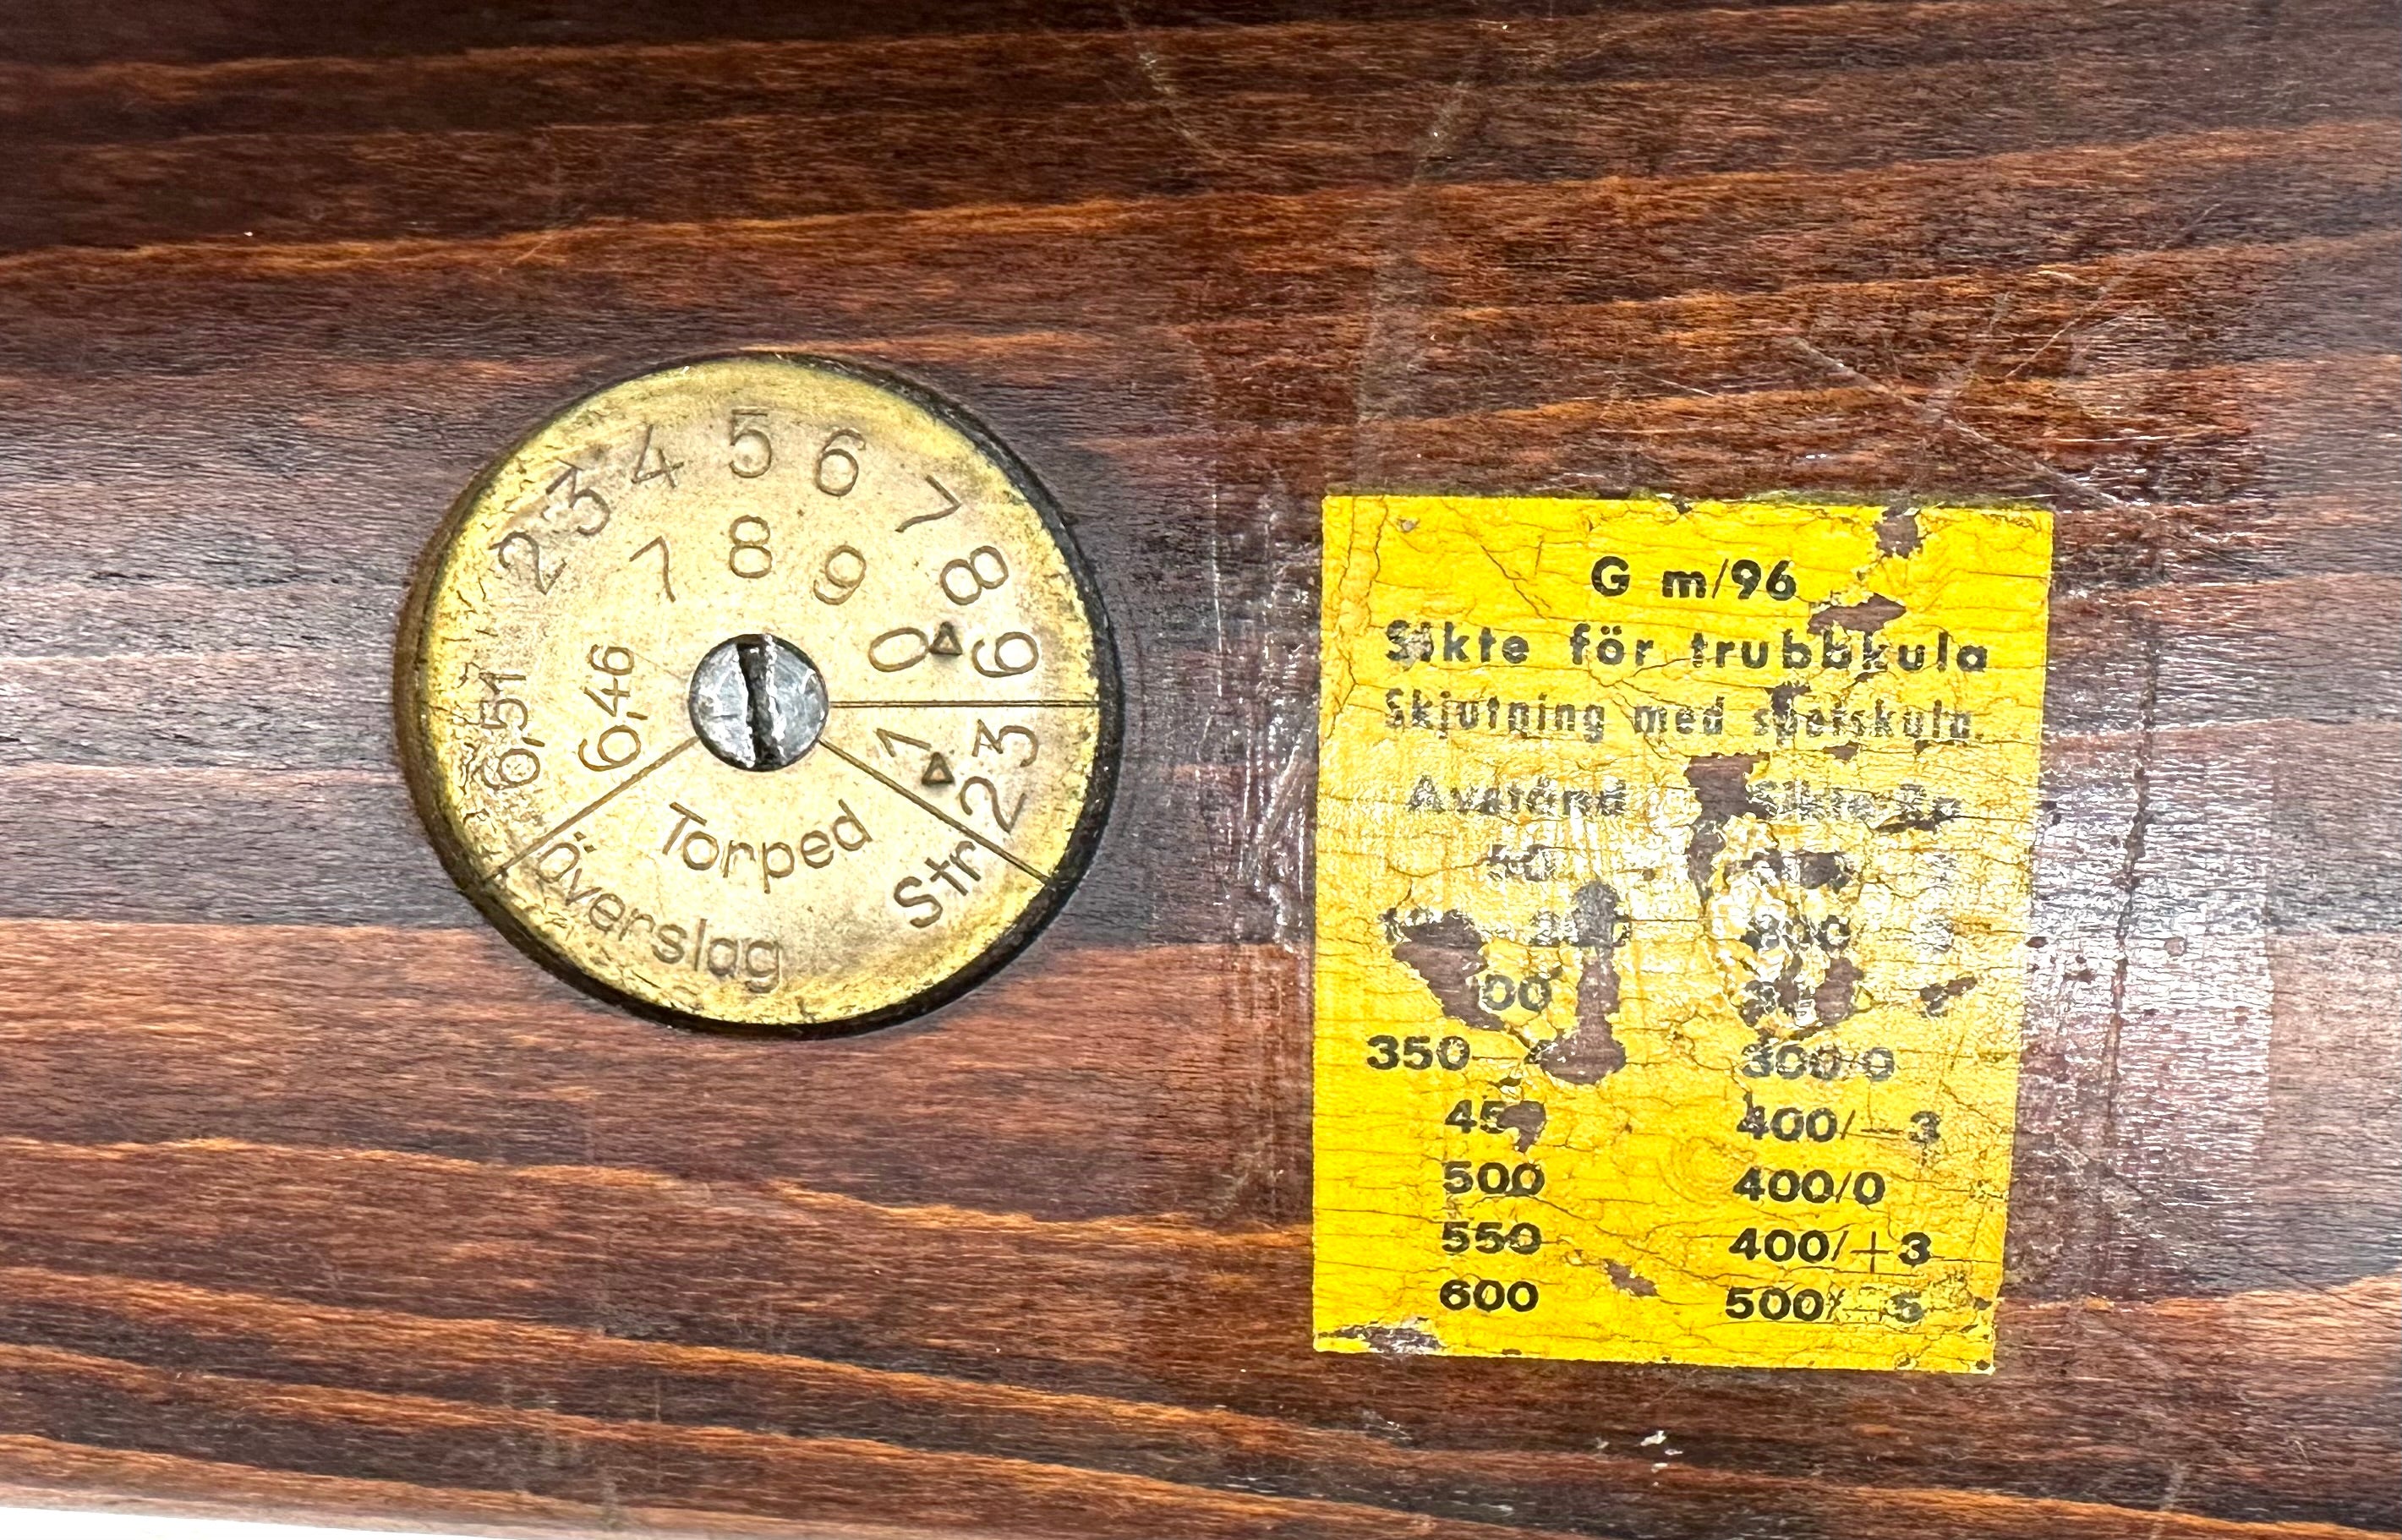 2 3 4 5 6 7 8 9
7 8 9 0
6,51
6,46
1 2 3
Torped
Överslag Str
G m/96
Sikte för trubbkula
Skjutning med spetskula
Avstånd
300/0
350
400/−3
500 400/0
550 400/+3
600